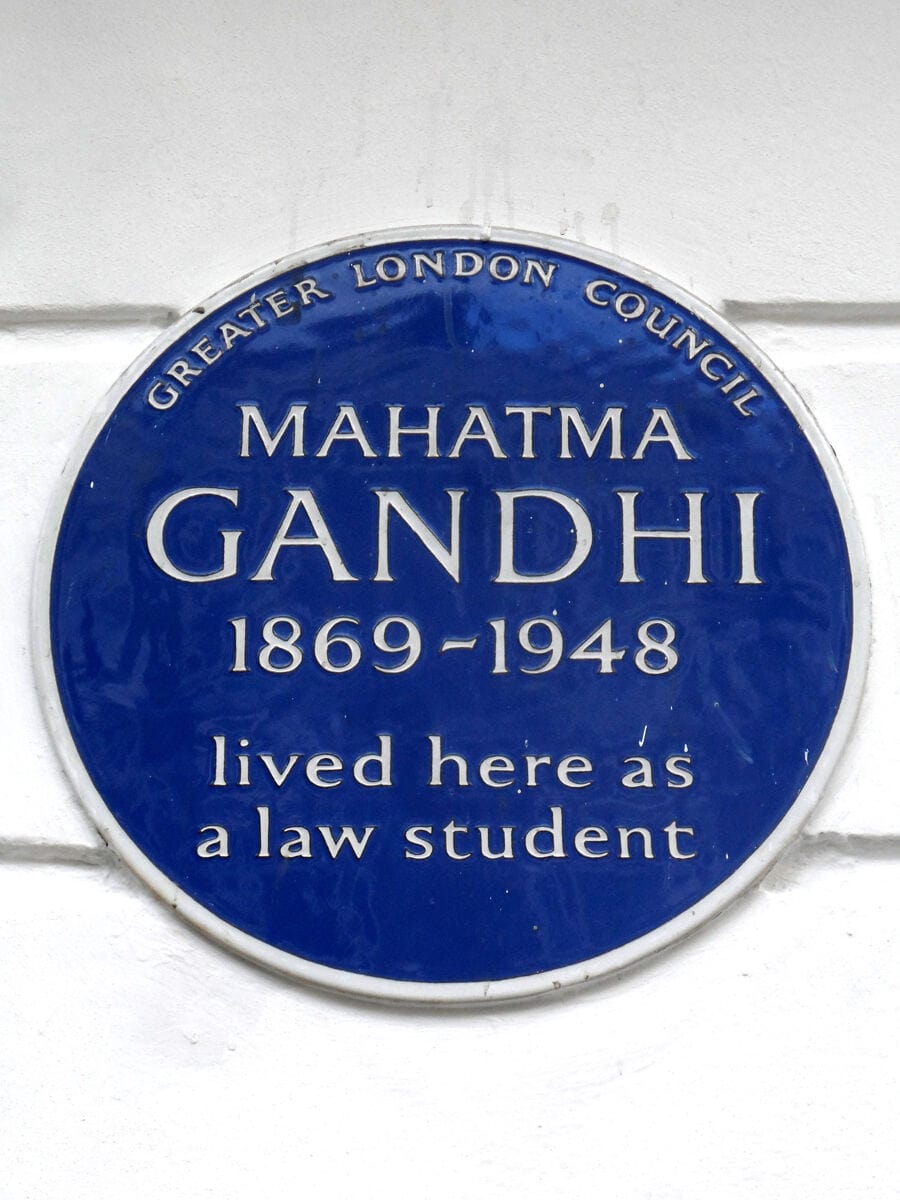 GREATER LONDON COUNCIL
MAHATMA
GANDHI
1869-1948
lived here as
a law student